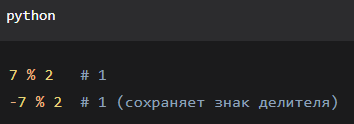 python
7 % 2 # 1
-7 % 2 # 1 (сохраняет знак делителя)